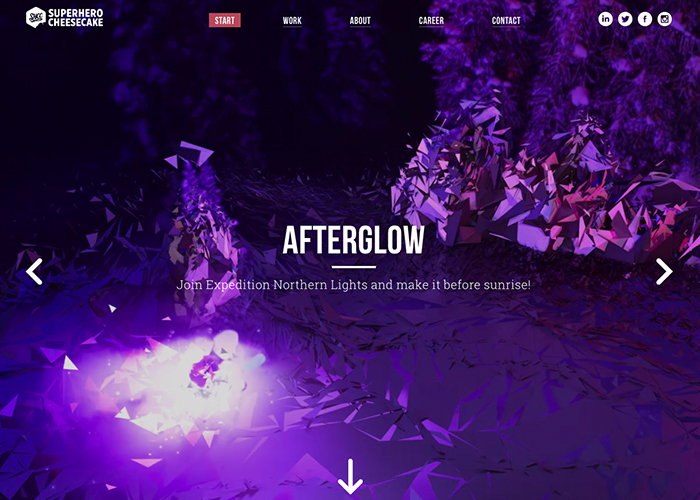 SUPERHERO
CHEESECAKE
START
WORK
ABOUT
CAREER
CONTACT
AFTERGLOW
Join Expedition Northern Lights and make it before sunrise!